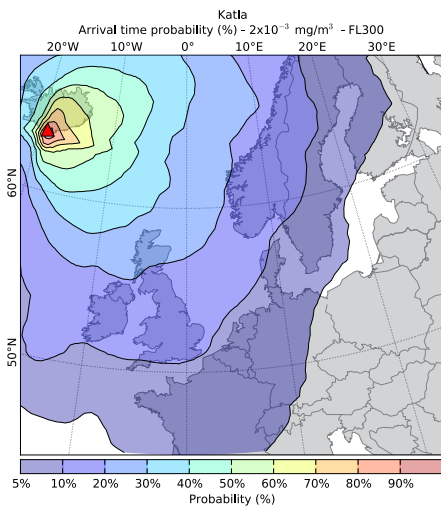 Katla
Arrival time probability (%) - 2x10⁻³ mg/m³ - FL300
20°W 10°W 0° 10°E 20°E 30°E
60°N
50°N
5% 10% 20% 30% 40% 50% 60% 70% 80% 90%
Probability (%)